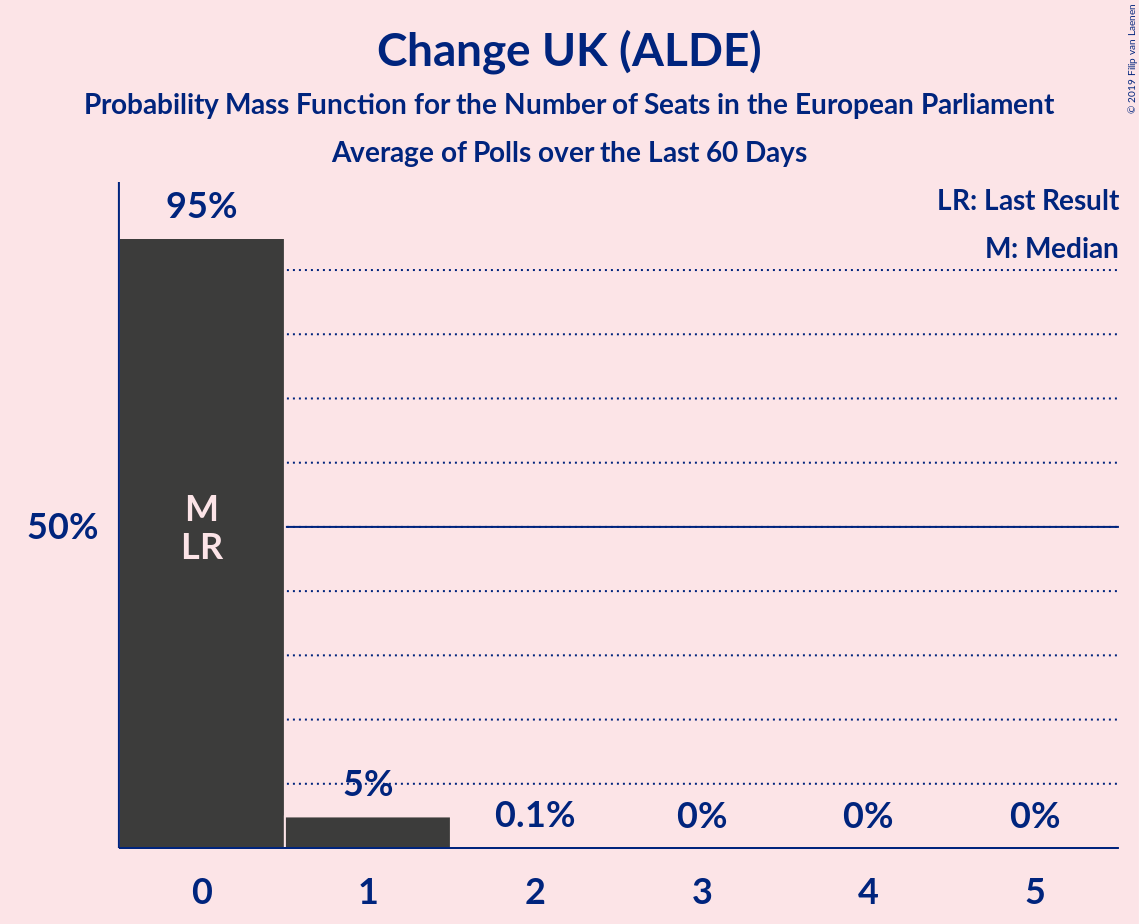 Change UK (ALDE)
Probability Mass Function for the Number of Seats in the European Parliament
Average of Polls over the Last 60 Days
© 2019 Filip van Laenen
LR: Last Result
M: Median
95%
M
LR
50%
5%
0.1%
0%
0%
0%
0
1
2
3
4
5